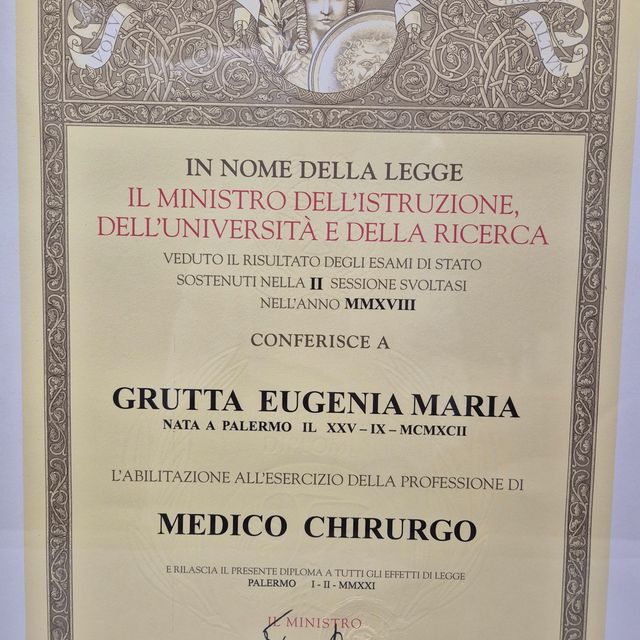 IN NOME DELLA LEGGE
IL MINISTRO DELL'ISTRUZIONE,
DELL'UNIVERSITÀ E DELLA RICERCA
VEDUTO IL RISULTATO DEGLI ESAMI DI STATO
SOSTENUTI NELLA II SESSIONE SVOLTASI
NELL'ANNO MMXVIII
CONFERISCE A
GRUTTA EUGENIA MARIA
NATA A PALERMO IL XXV – IX – MCMXCII
L'ABILITAZIONE ALL'ESERCIZIO DELLA PROFESSIONE DI
MEDICO CHIRURGO
E RILASCIA IL PRESENTE DIPLOMA A TUTTI GLI EFFETTI DI LEGGE
PALERMO I - II - MMXXI
IL MINISTRO